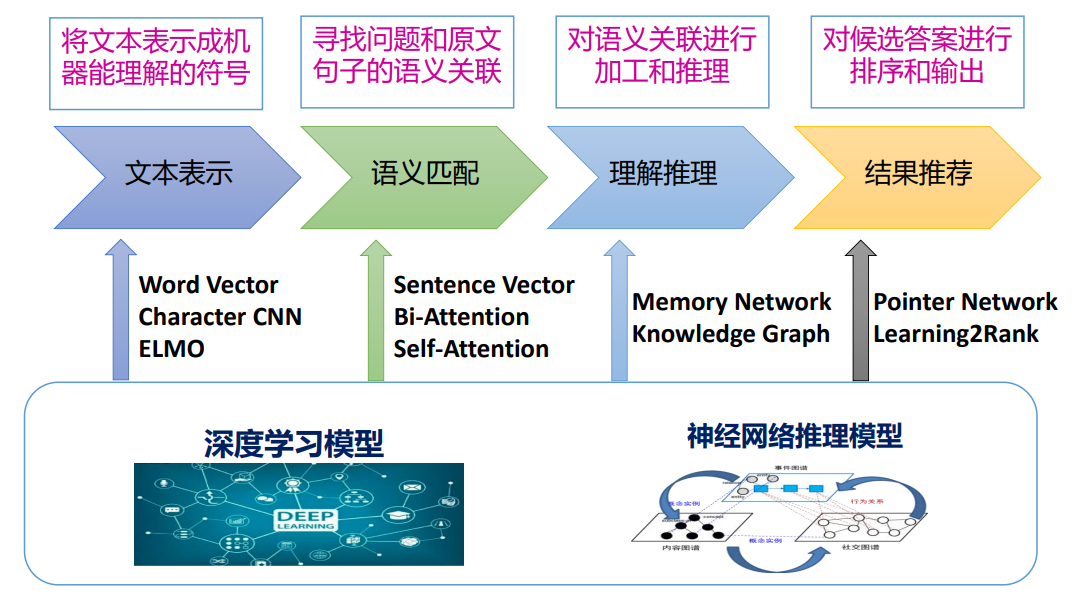 将文本表示成机
器能理解的符号
寻找问题和原文
句子的语义关联
对语义关联进行
加工和推理
对候选答案进行
排序和输出
文本表示
语义匹配
理解推理
结果推荐
Word Vector
Character CNN
ELMO
Sentence Vector
Bi-Attention
Self-Attention
Memory Network
Knowledge Graph
Pointer Network
Learning2Rank
深度学习模型
DEEP
LEARNING
神经网络推理模型
事件图谱
概念实例
entity
行为关系
concept
内容图谱
概念实例
社交图谱